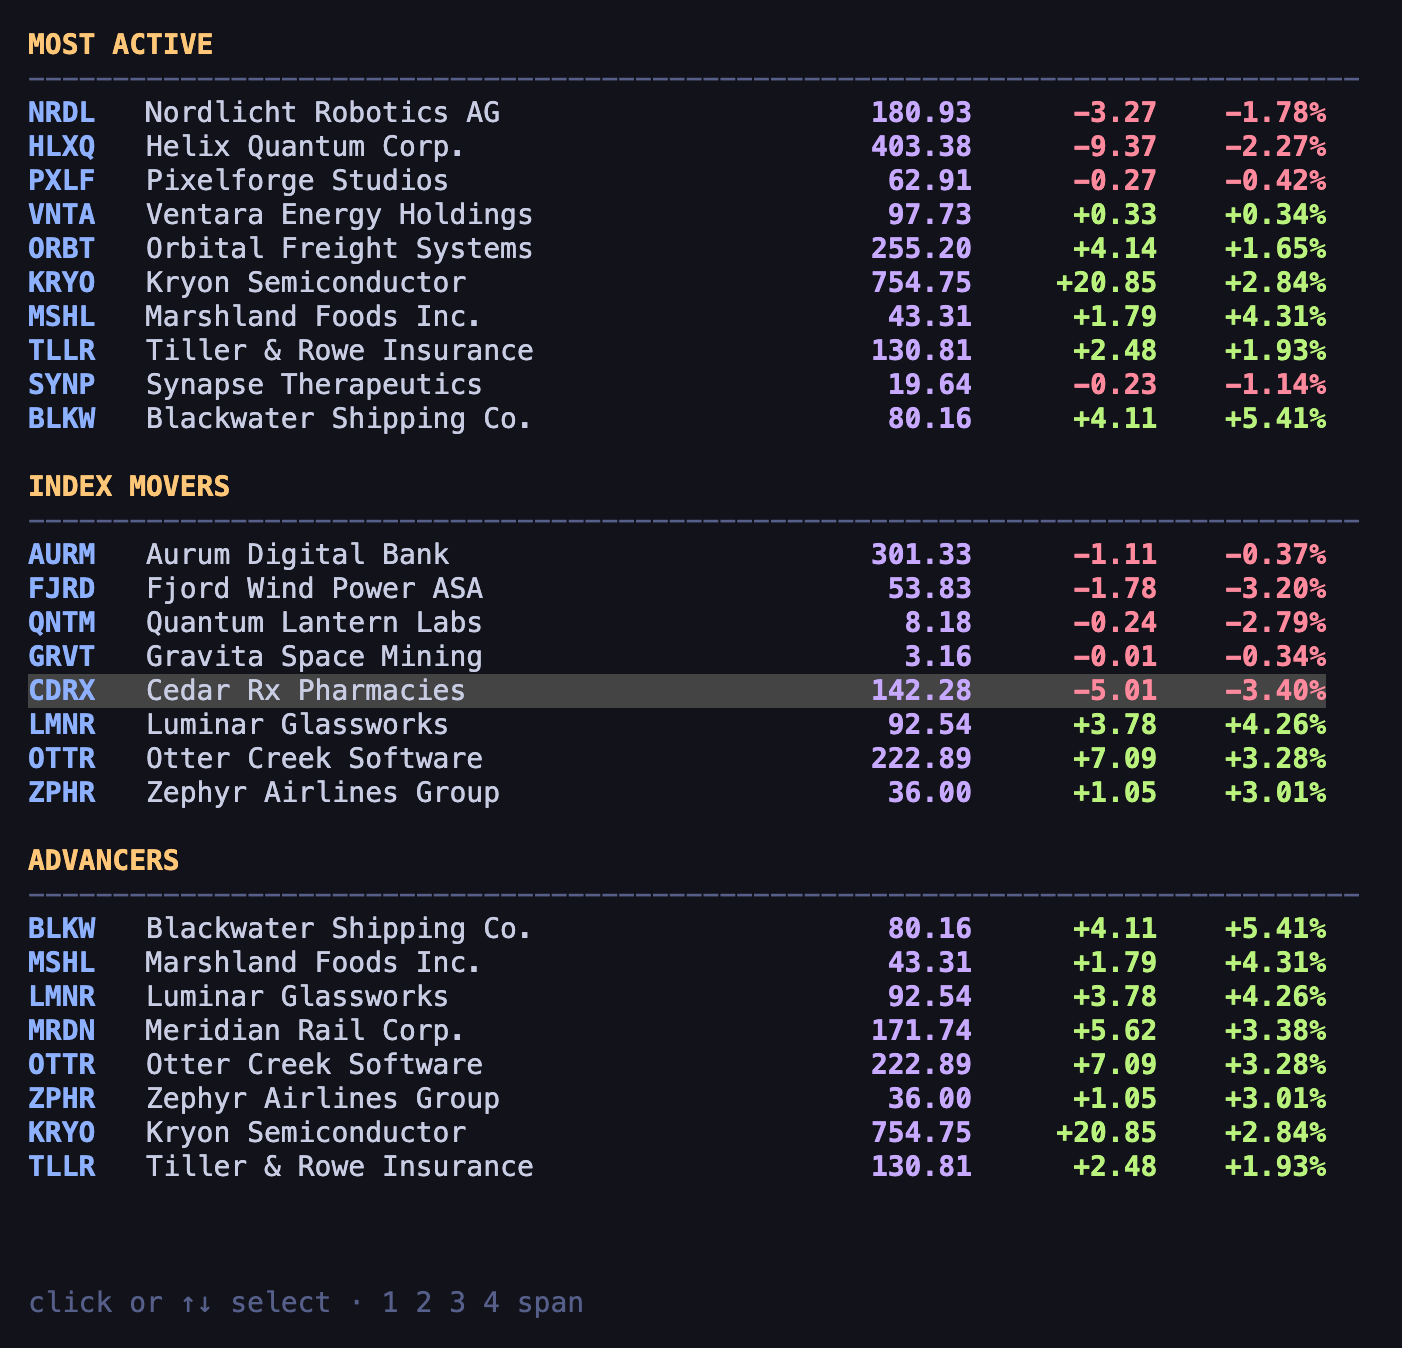 MOST ACTIVE
NRDL Nordlicht Robotics AG 180.93 −3.27 −1.78%
HLXQ Helix Quantum Corp. 403.38 −9.37 −2.27%
PXLF Pixelforge Studios 62.91 −0.27 −0.42%
VNTA Ventara Energy Holdings 97.73 +0.33 +0.34%
ORBT Orbital Freight Systems 255.20 +4.14 +1.65%
KRYO Kryon Semiconductor 754.75 +20.85 +2.84%
MSHL Marshland Foods Inc. 43.31 +1.79 +4.31%
TLLR Tiller & Rowe Insurance 130.81 +2.48 +1.93%
SYNP Synapse Therapeutics 19.64 −0.23 −1.14%
BLKW Blackwater Shipping Co. 80.16 +4.11 +5.41%
INDEX MOVERS
AURM Aurum Digital Bank 301.33 −1.11 −0.37%
FJRD Fjord Wind Power ASA 53.83 −1.78 −3.20%
QNTM Quantum Lantern Labs 8.18 −0.24 −2.79%
GRVT Gravita Space Mining 3.16 −0.01 −0.34%
CDRX Cedar Rx Pharmacies 142.28 −5.01 −3.40%
LMNR Luminar Glassworks 92.54 +3.78 +4.26%
OTTR Otter Creek Software 222.89 +7.09 +3.28%
ZPHR Zephyr Airlines Group 36.00 +1.05 +3.01%
ADVANCERS
BLKW Blackwater Shipping Co. 80.16 +4.11 +5.41%
MSHL Marshland Foods Inc. 43.31 +1.79 +4.31%
LMNR Luminar Glassworks 92.54 +3.78 +4.26%
MRDN Meridian Rail Corp. 171.74 +5.62 +3.38%
OTTR Otter Creek Software 222.89 +7.09 +3.28%
ZPHR Zephyr Airlines Group 36.00 +1.05 +3.01%
KRYO Kryon Semiconductor 754.75 +20.85 +2.84%
TLLR Tiller & Rowe Insurance 130.81 +2.48 +1.93%
click or ↑↓ select · 1 2 3 4 span